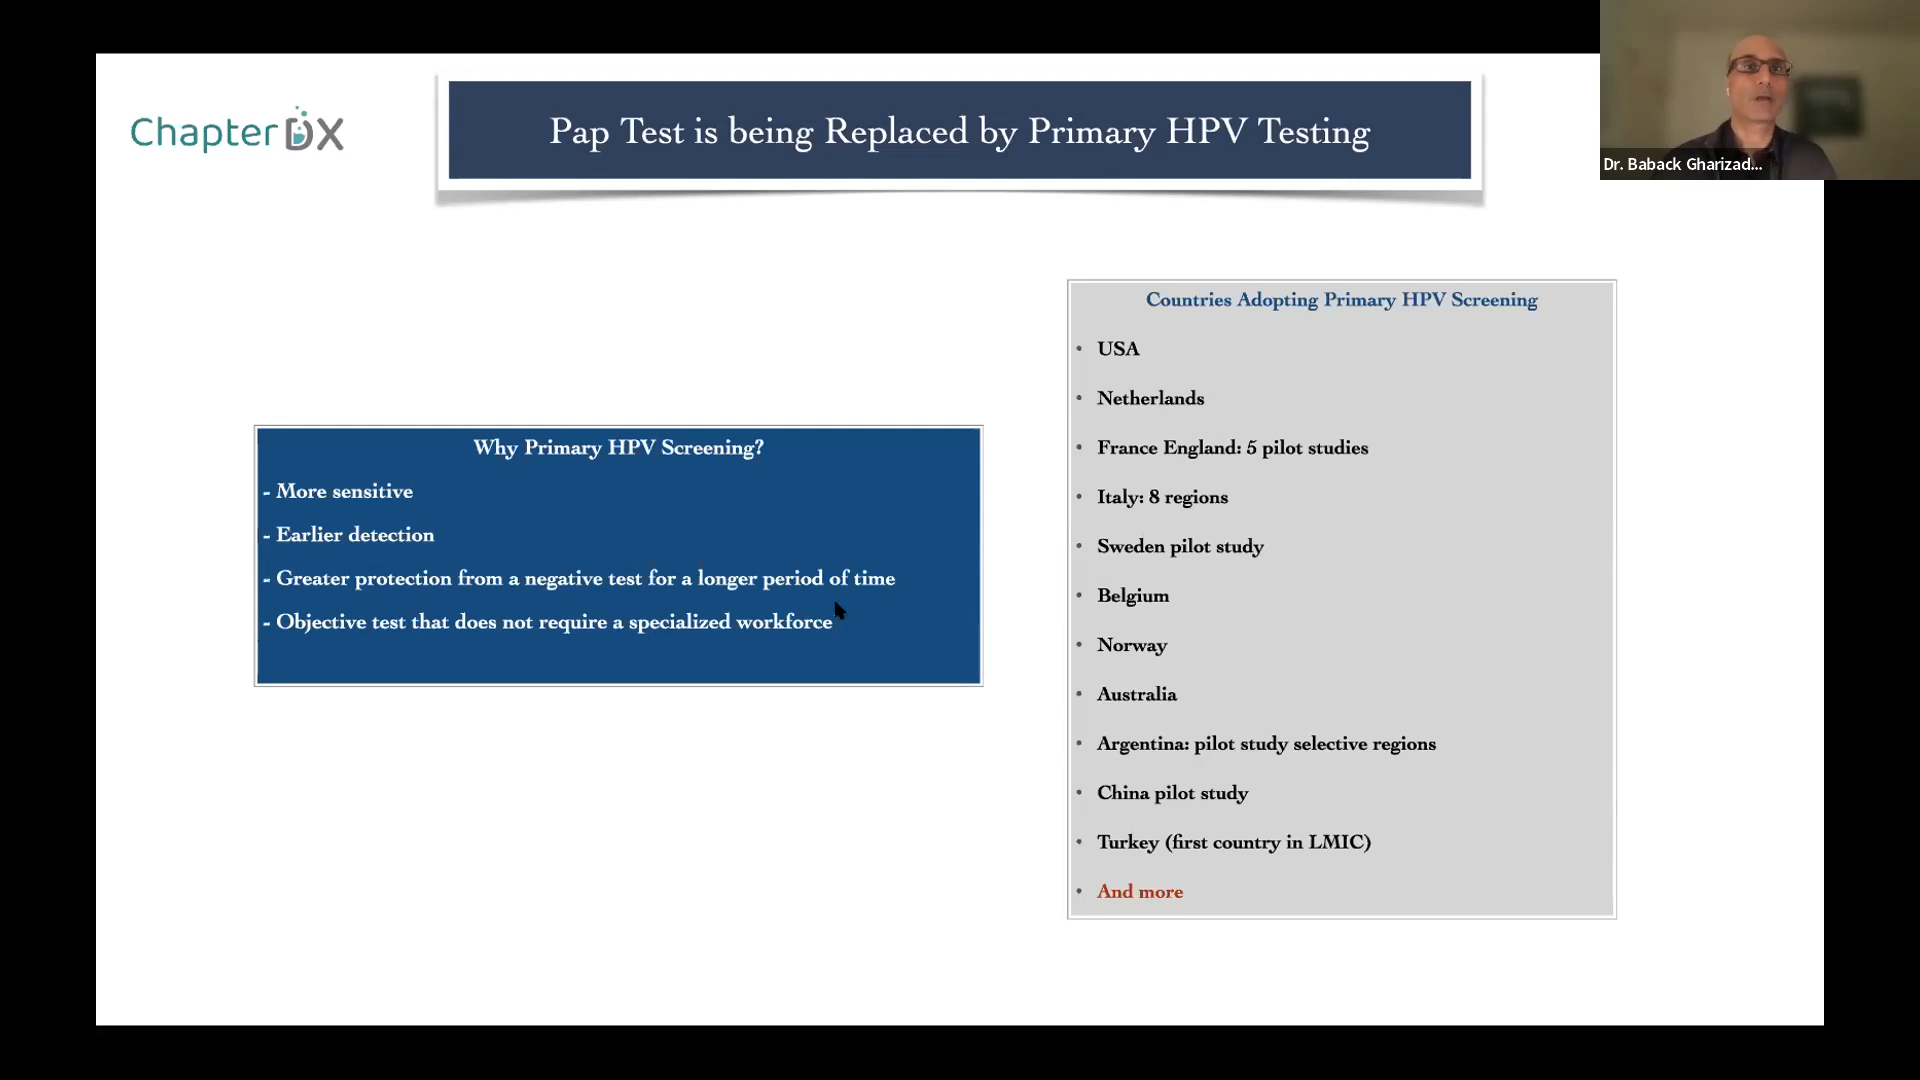 ChapterDX
Pap Test is being Replaced by Primary HPV Testing
Dr. Baback Gharizad...
Why Primary HPV Screening?
- More sensitive
- Earlier detection
- Greater protection from a negative test for a longer period of time
- Objective test that does not require a specialized workforce
Countries Adopting Primary HPV Screening
• USA
• Netherlands
• France England: 5 pilot studies
• Italy: 8 regions
• Sweden pilot study
• Belgium
• Norway
• Australia
• Argentina: pilot study selective regions
• China pilot study
• Turkey (first country in LMIC)
• And more